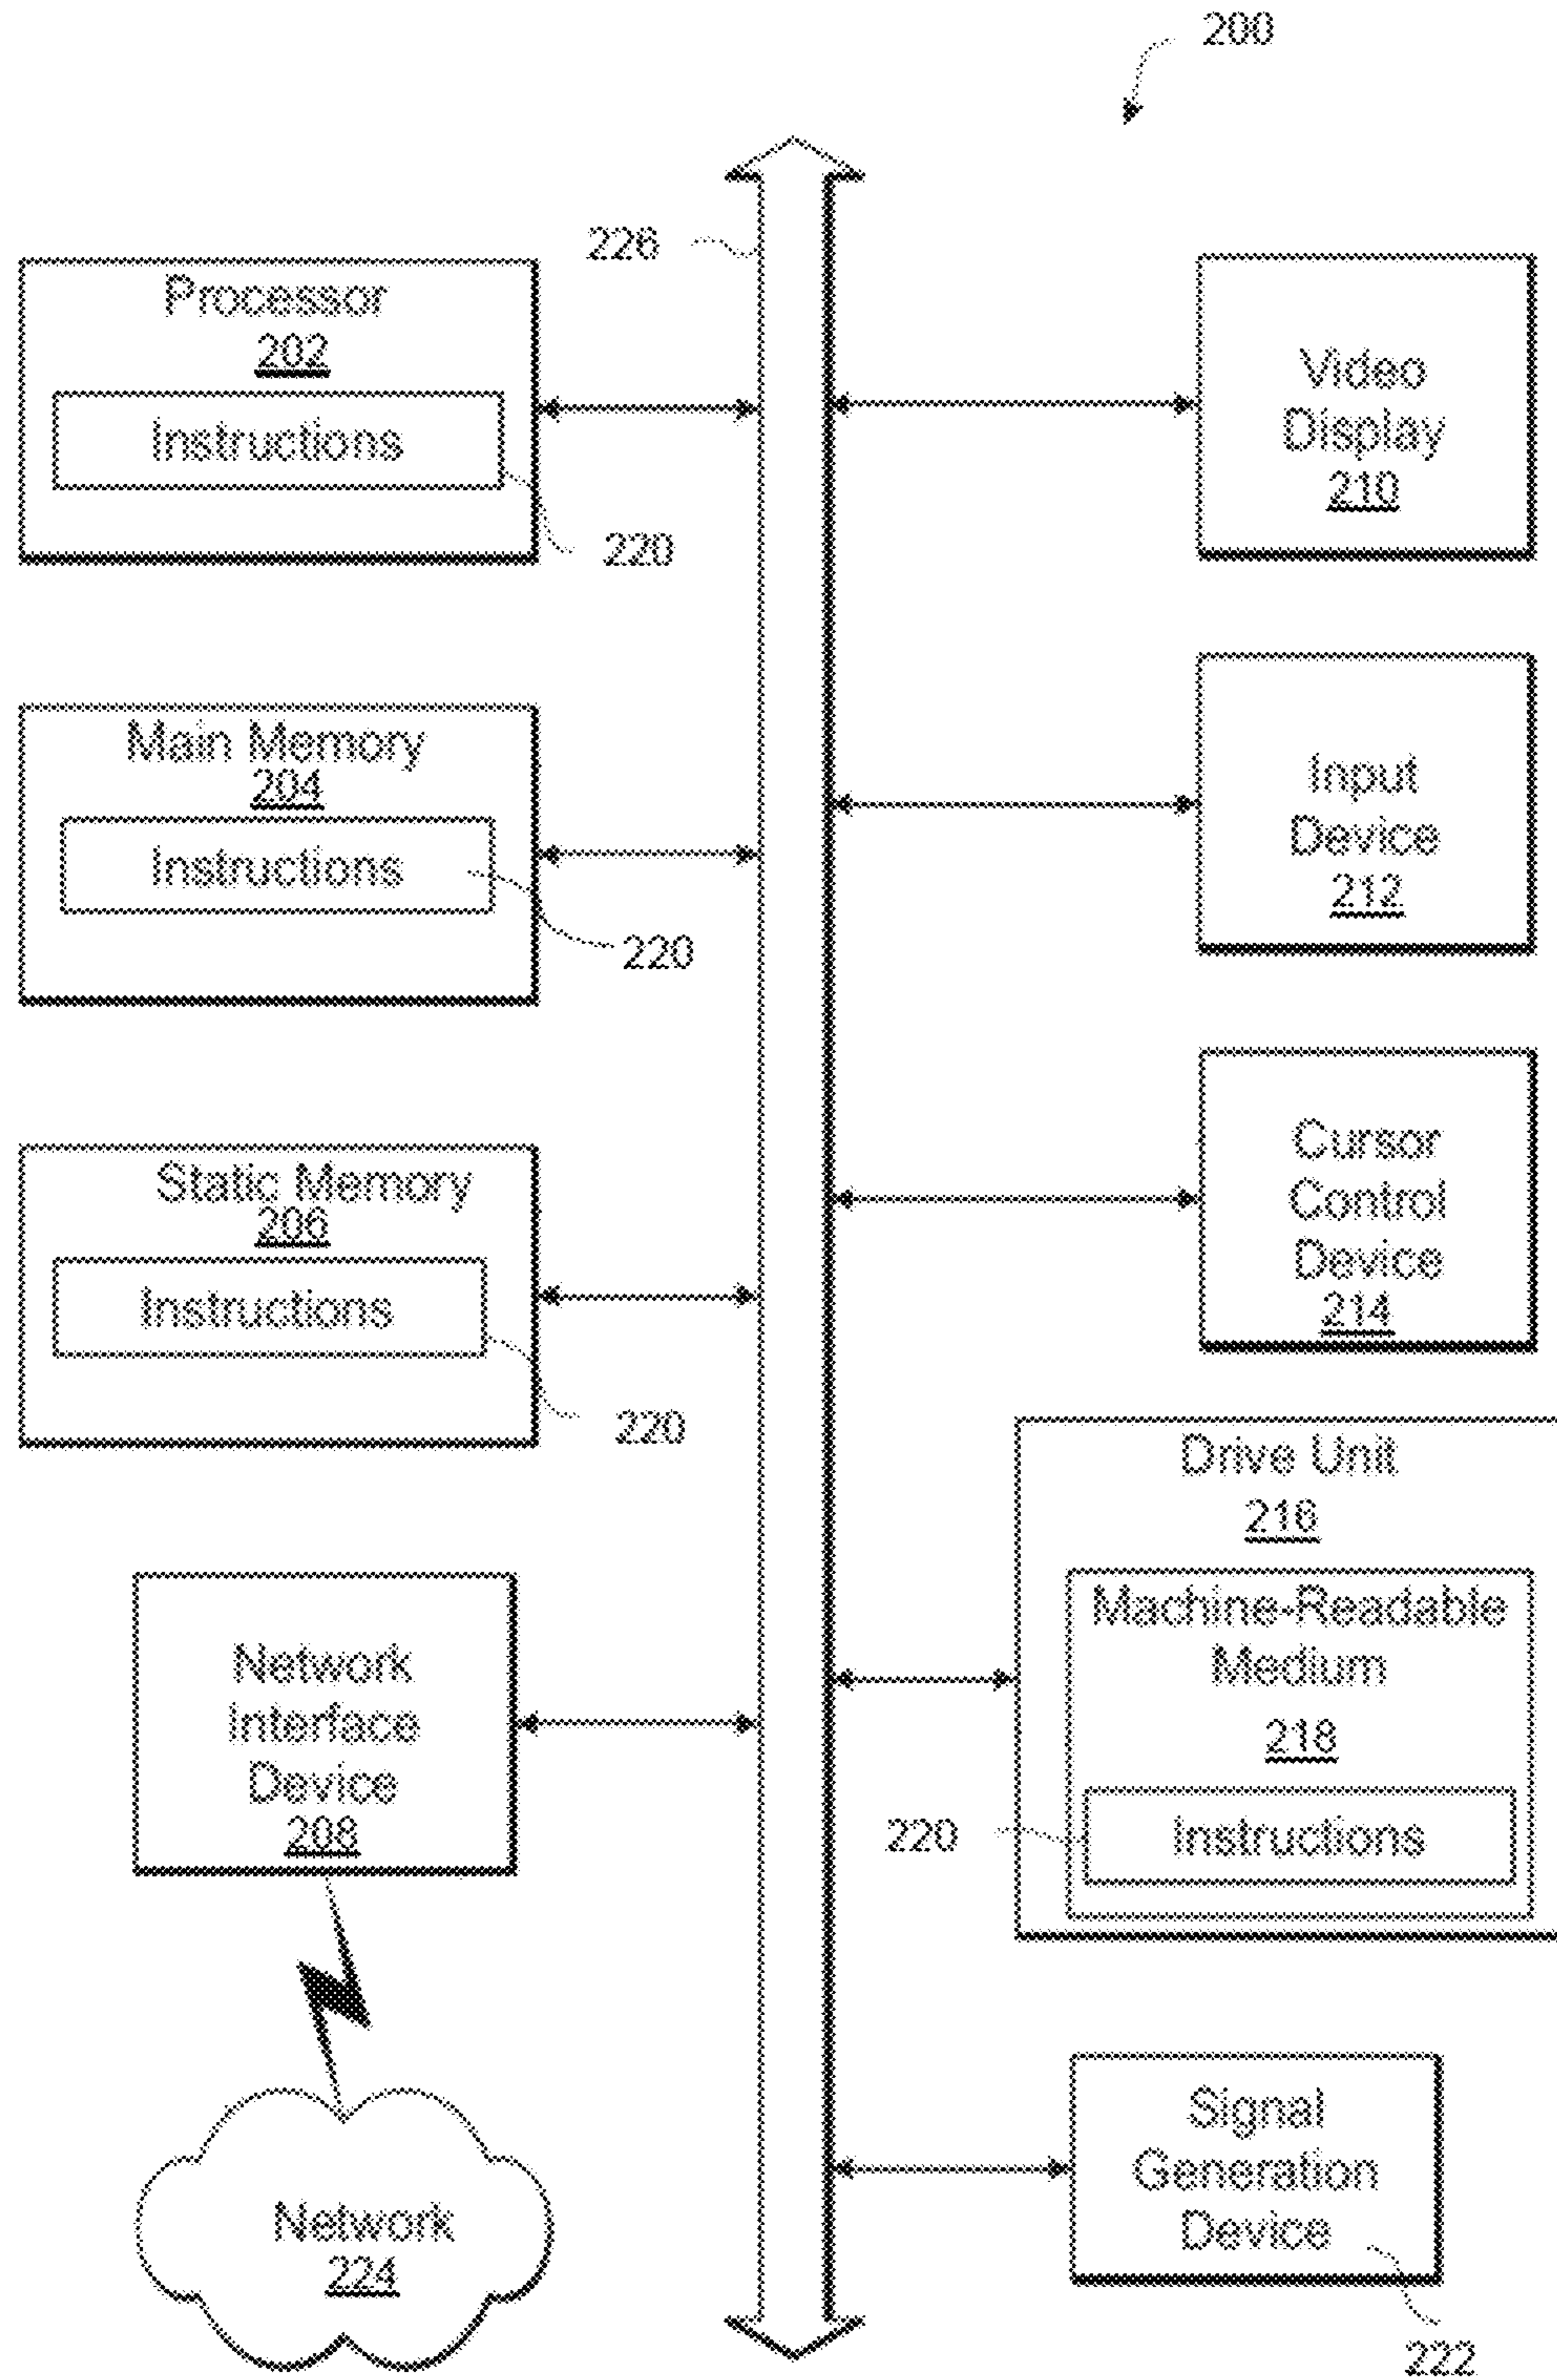 200
226
Processor
202
Instructions
220
Main Memory
204
Instructions
220
Static Memory
206
Instructions
220
Network
Interface
Device
208
Network
224
Video
Display
210
Input
Device
212
Cursor
Control
Device
214
Drive Unit
216
Machine-Readable
Medium
218
220
Instructions
Signal
Generation
Device
222